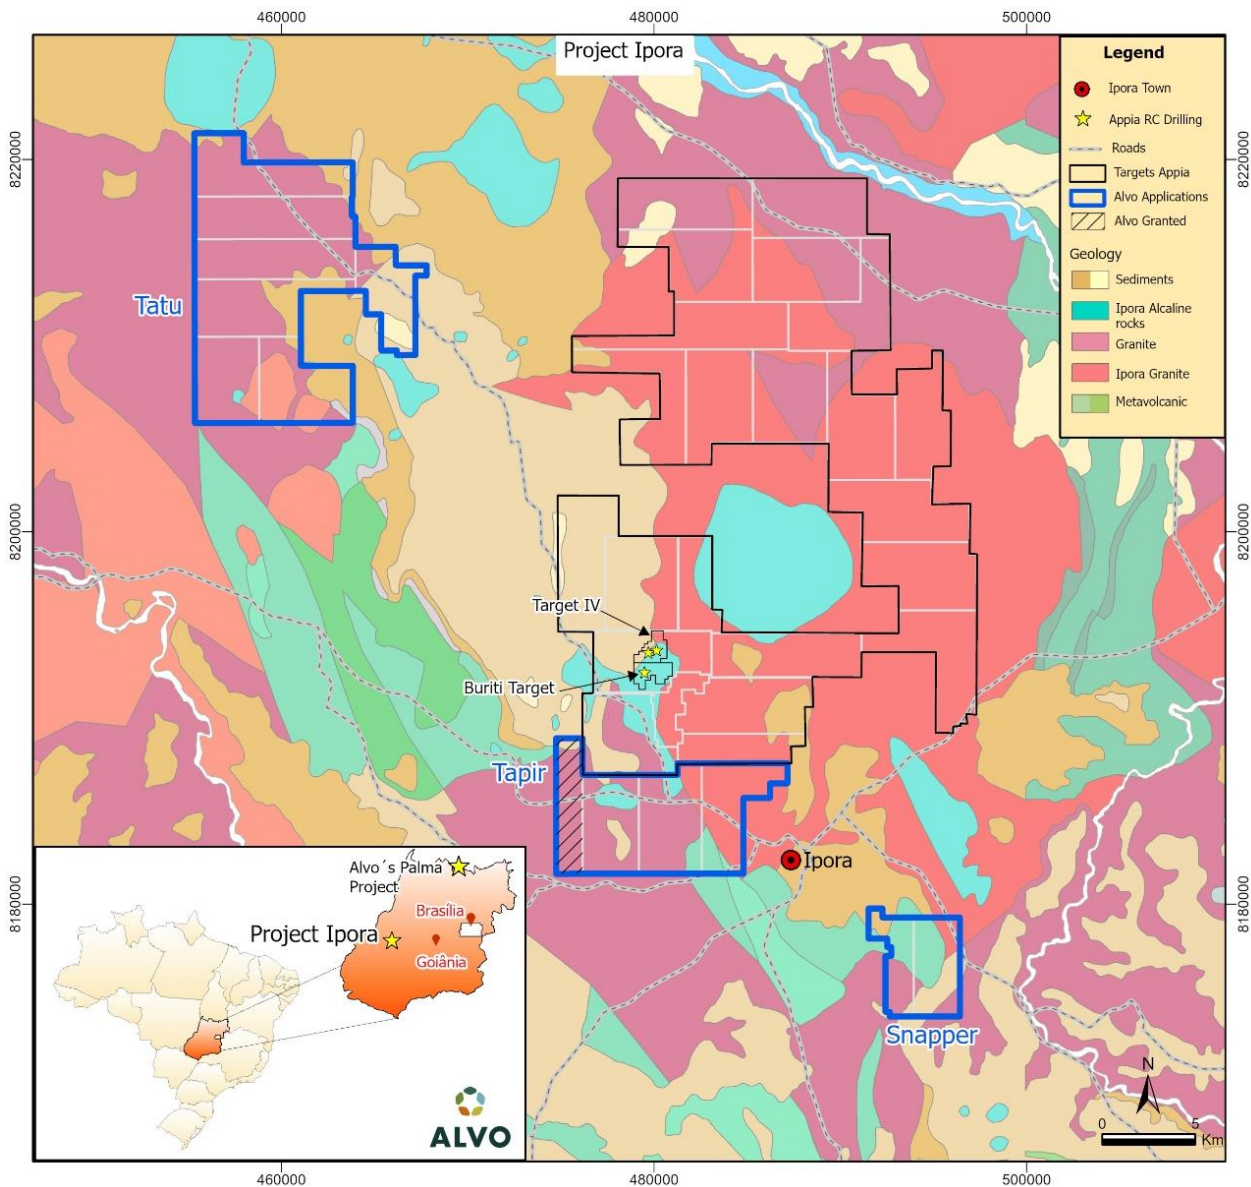 460000
480000
500000
Project Ipora
Legend
Ipora Town
Appia RC Drilling
Roads
Targets Appia
Alvo Applications
Alvo Granted
Geology
Sediments
Ipora Alcaline
rocks
Granite
Ipora Granite
Metavolcanic
8220000
8220000
Tatu
8200000
8200000
Target IV
Buriti Target
Tapir
Ipora
8180000
8180000
Snapper
Alvo´s Palma
Project
Brasília
Project Ipora
Goiânia
ALVO
N
0
5
Km
460000
480000
500000